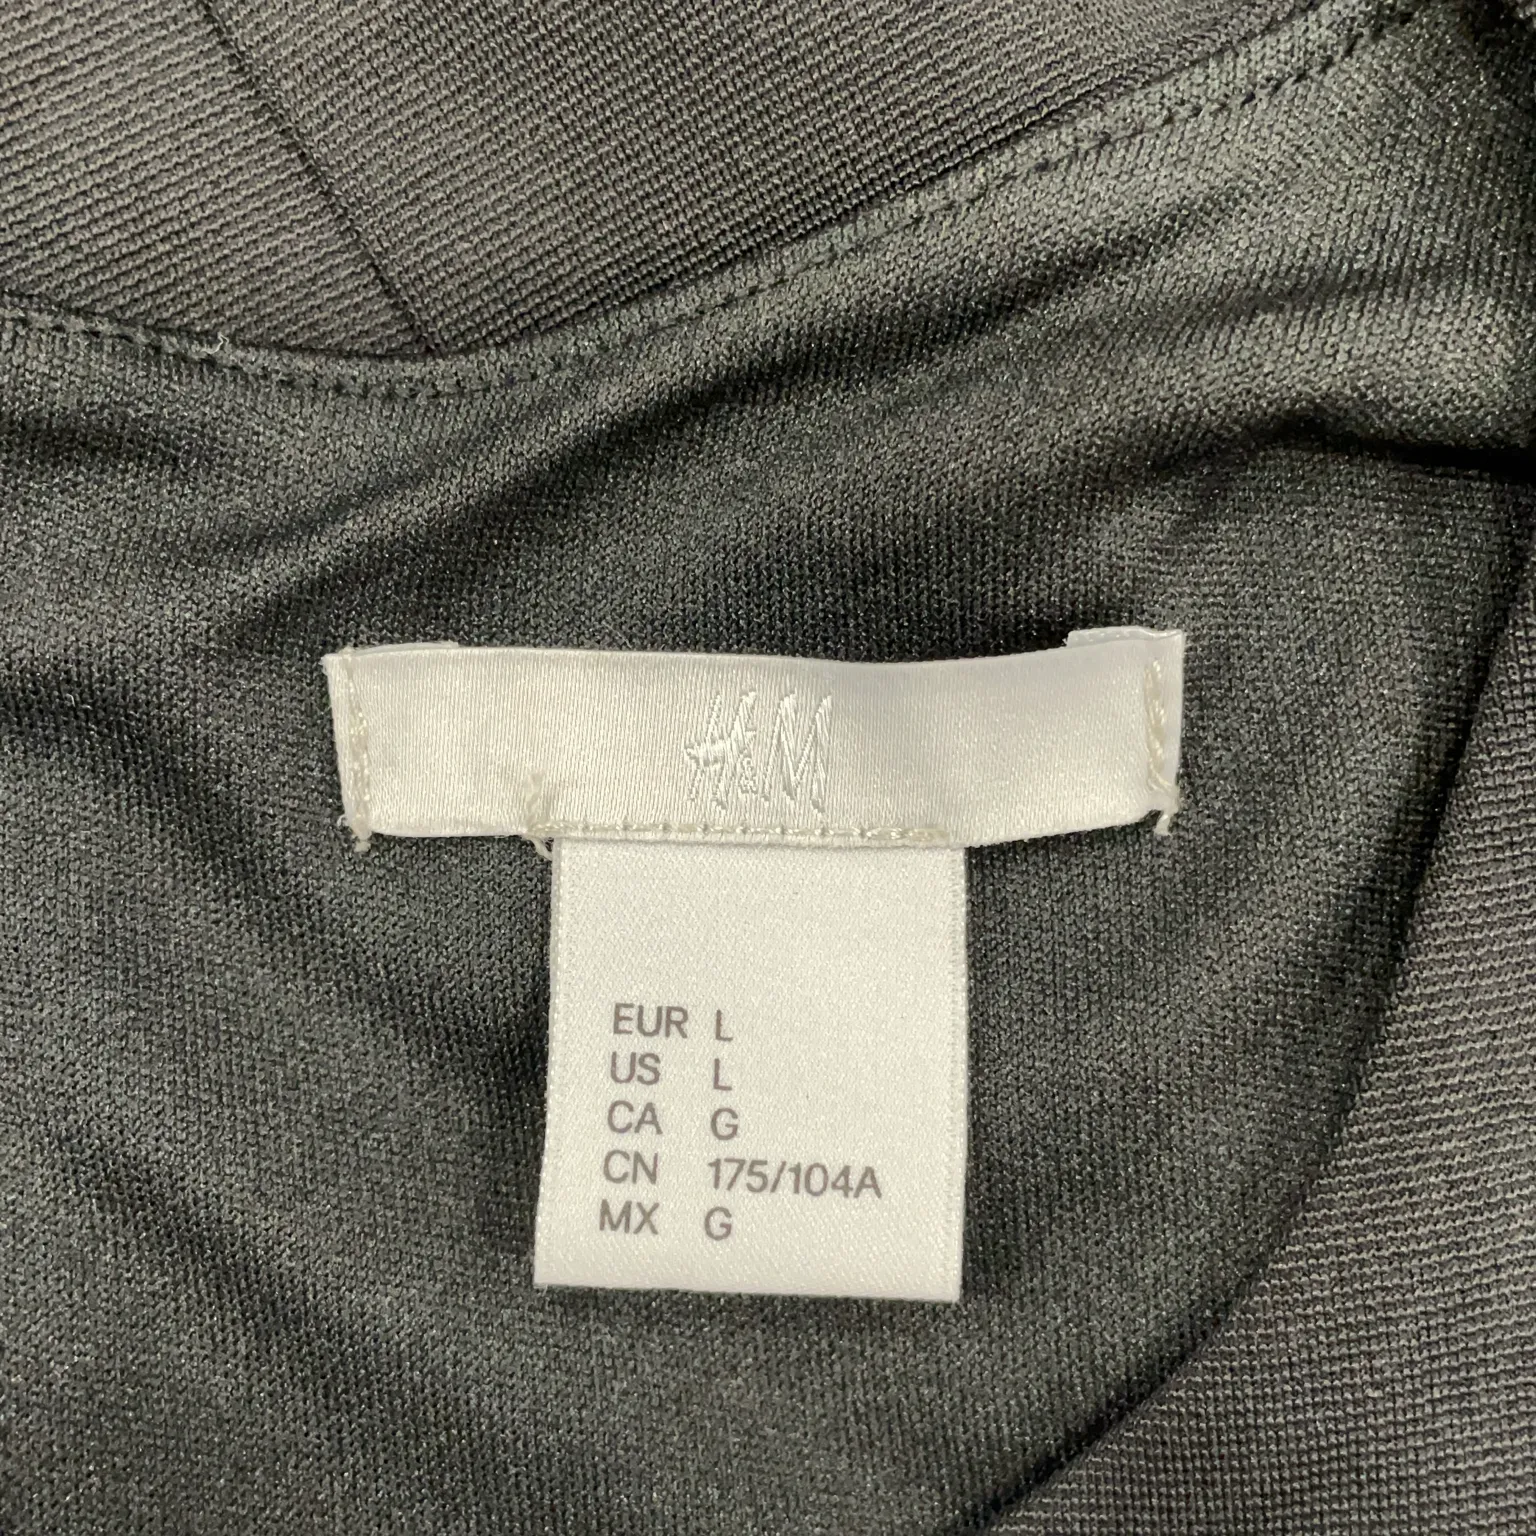 H&M
EUR L
US L
CA G
CN 175/104A
MX G